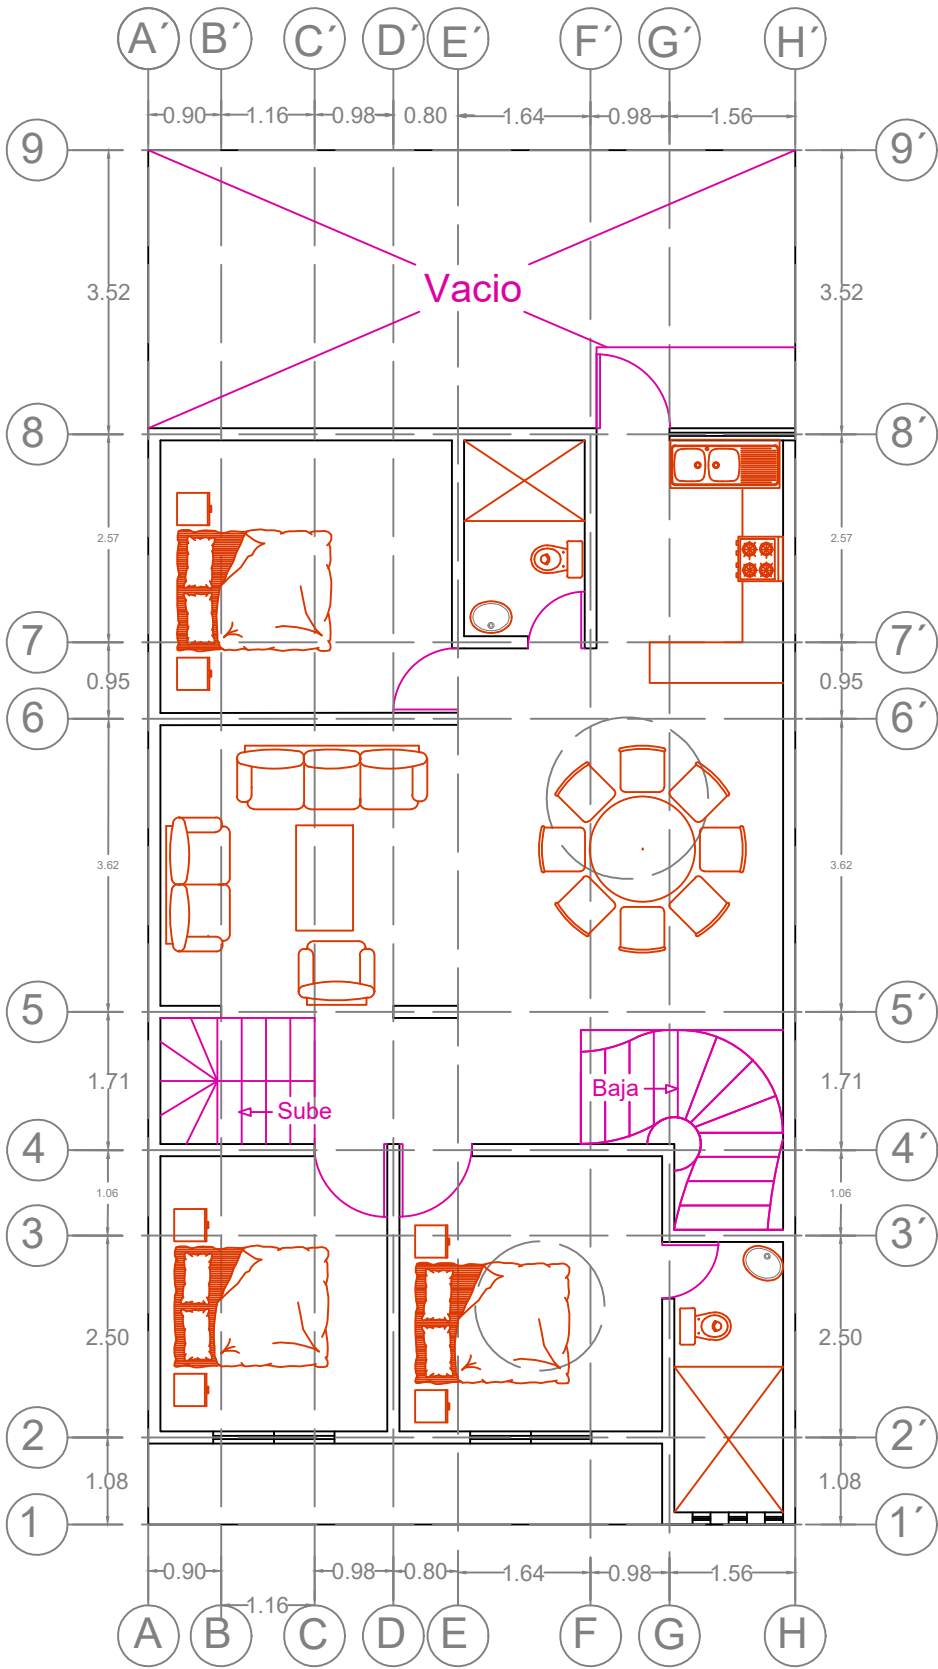 A´ B´ C´ D´ E´ F´ G´ H´
0.90 1.16 0.98 0.80 1.64 0.98 1.56
9 9´
3.52 Vacio 3.52
8 8´
2.57 2.57
7 7´
0.95 0.95
6 6´
3.62 3.62
5 5´
1.71 Sube Baja 1.71
4 4´
1.06 1.06
3 3´
2.50 2.50
2 2´
1.08 1.08
1 1´
0.90 0.98 0.80 1.64 0.98 1.56
1.16
A B C D E F G H